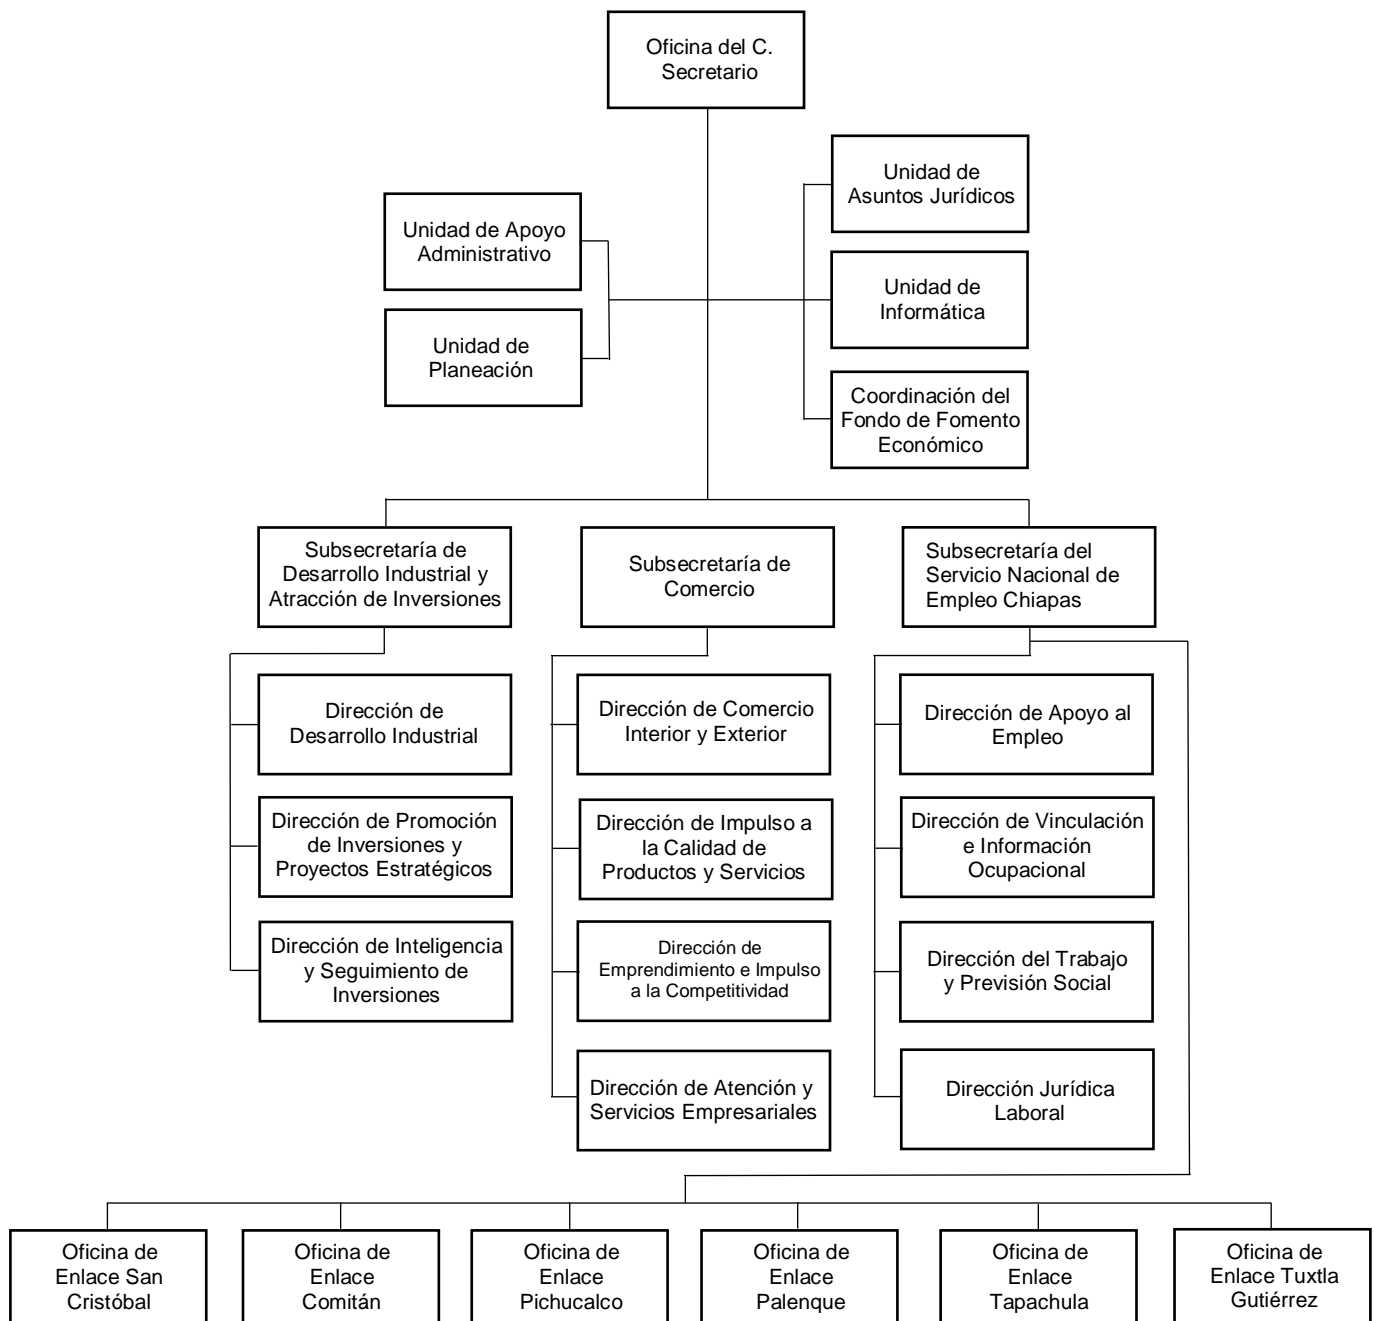 Oficina del C.
Secretario
Unidad de
Asuntos Jurídicos
Unidad de Apoyo
Administrativo
Unidad de
Informática
Unidad de
Planeación
Coordinación del
Fondo de Fomento
Económico
Subsecretaría de
Desarrollo Industrial y
Atracción de Inversiones
Subsecretaría de
Comercio
Subsecretaría del
Servicio Nacional de
Empleo Chiapas
Dirección de
Desarrollo Industrial
Dirección de Comercio
Interior y Exterior
Dirección de Apoyo al
Empleo
Dirección de Promoción
de Inversiones y
Proyectos Estratégicos
Dirección de Impulso a
la Calidad de
Productos y Servicios
Dirección de Vinculación
e Información
Ocupacional
Dirección de Inteligencia
y Seguimiento de
Inversiones
Dirección de
Emprendimiento e Impulso
a la Competitividad
Dirección del Trabajo
y Previsión Social
Dirección de Atención y
Servicios Empresariales
Dirección Jurídica
Laboral
Oficina de
Enlace San
Cristóbal
Oficina de
Enlace
Comitán
Oficina de
Enlace
Pichucalco
Oficina de
Enlace
Palenque
Oficina de
Enlace
Tapachula
Oficina de
Enlace Tuxtla
Gutiérrez